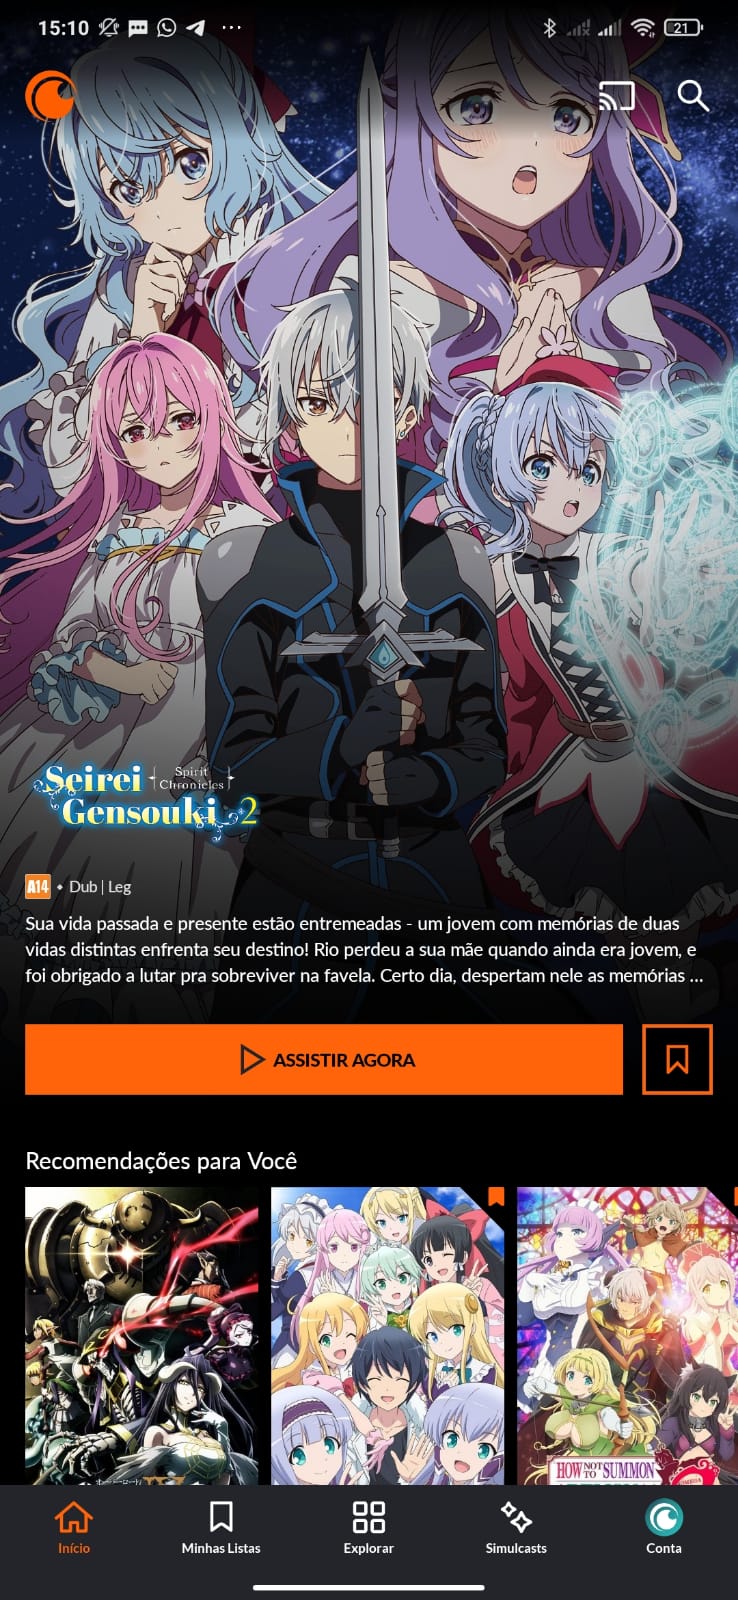 15:10
21
Seirei
Spirit
Chronicles
Gensouki 2
A14 • Dub | Leg
Sua vida passada e presente estão entremeadas - um jovem com memórias de duas
vidas distintas enfrenta seu destino! Rio perdeu a sua mãe quando ainda era jovem, e
foi obrigado a lutar pra sobreviver na favela. Certo dia, despertam nele as memórias ...
ASSISTIR AGORA
Recomendações para Você
HOW NOT TO SUMMON
Início
Minhas Listas
Explorar
Simulcasts
Conta